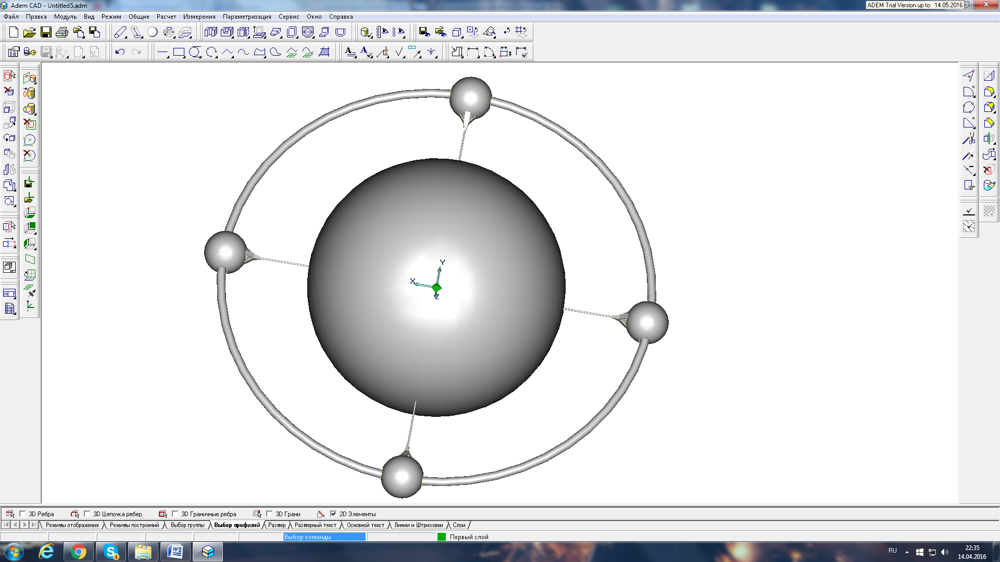 Adem CAD - Untitled5.adm
ADEM Trial Version up to: 14.05.2016
Файл Правка Модуль Вид Режим Общие Расчет Измерения Параметризация Сервис Окно Справка
Y
X
Z
3D Ребра 3D Цепочка ребер 3D Граничные ребра 3D Грани 2D Элементы
Режимы отображения Режимы построений Выбор группы Выбор профилей Размер Размерный текст Основной текст Линии и Штриховки Слои
Выбор команды Первый слой
RU
22:35
14.04.2016